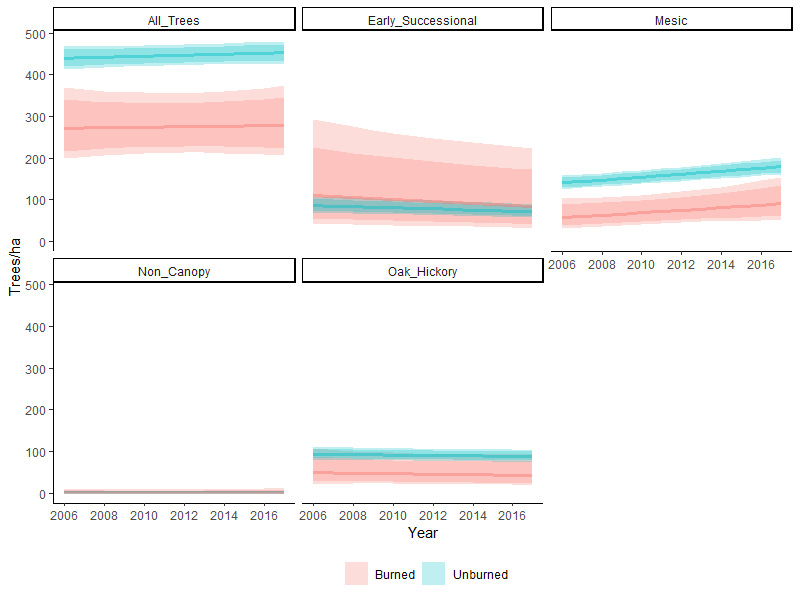 All_Trees Early_Successional Mesic
500
400
300
200
100
0
2006 2008 2010 2012 2014 2016
Trees/ha
Non_Canopy Oak_Hickory
500
400
300
200
100
0
2006 2008 2010 2012 2014 2016 2006 2008 2010 2012 2014 2016
Year
Burned Unburned